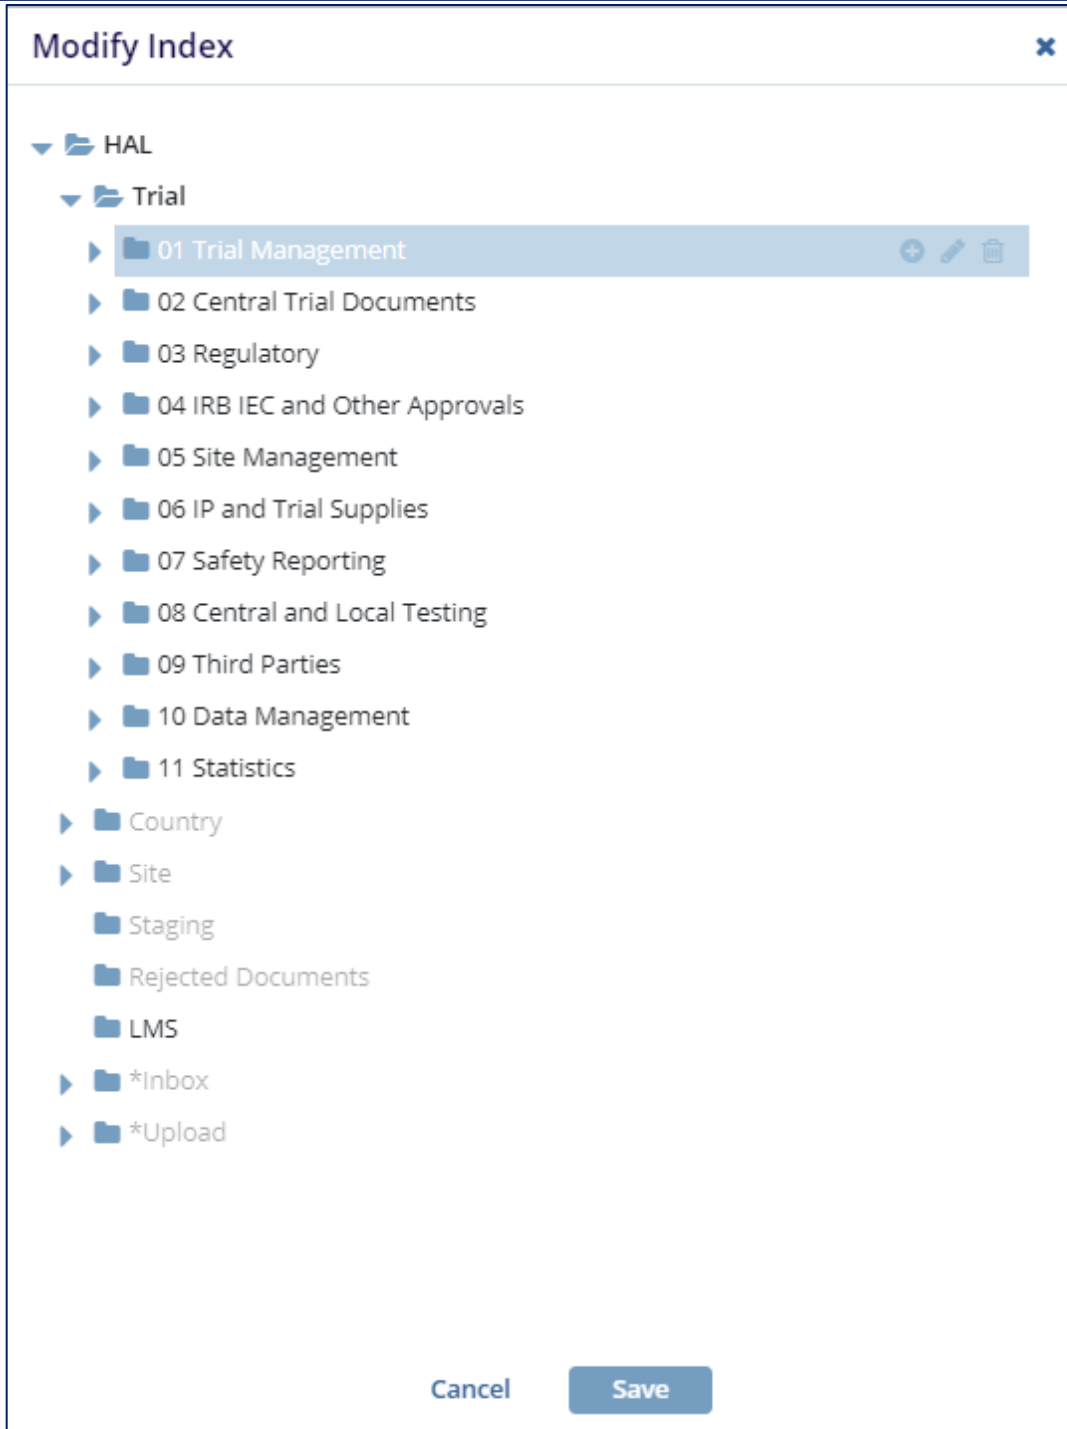 Modify Index
HAL
Trial
01 Trial Management
02 Central Trial Documents
03 Regulatory
04 IRB IEC and Other Approvals
05 Site Management
06 IP and Trial Supplies
07 Safety Reporting
08 Central and Local Testing
09 Third Parties
10 Data Management
11 Statistics
Country
Site
Staging
Rejected Documents
LMS
*Inbox
*Upload
Cancel Save